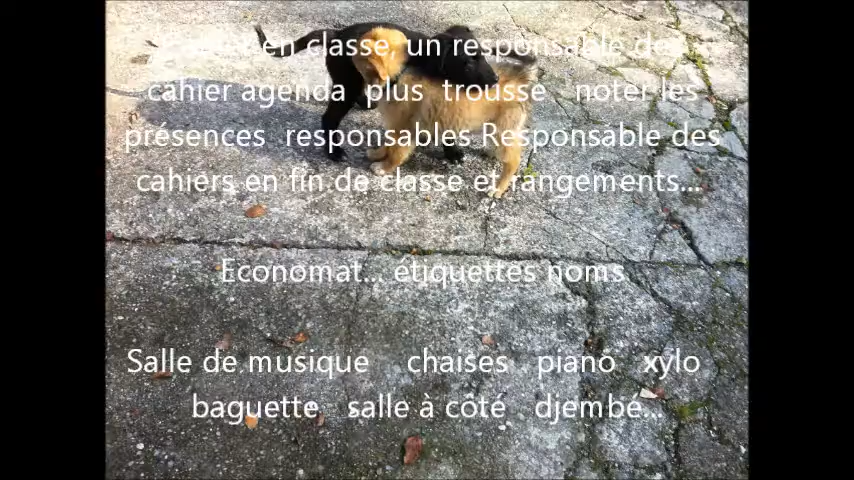 en classe, un responsable des
cahier agenda plus trousse noter les
présences responsables Responsable des
cahiers en fin de classe et rangements...
Economat... étiquettes noms
Salle de musique chaises piano xylo
baguette salle à côté djembé...